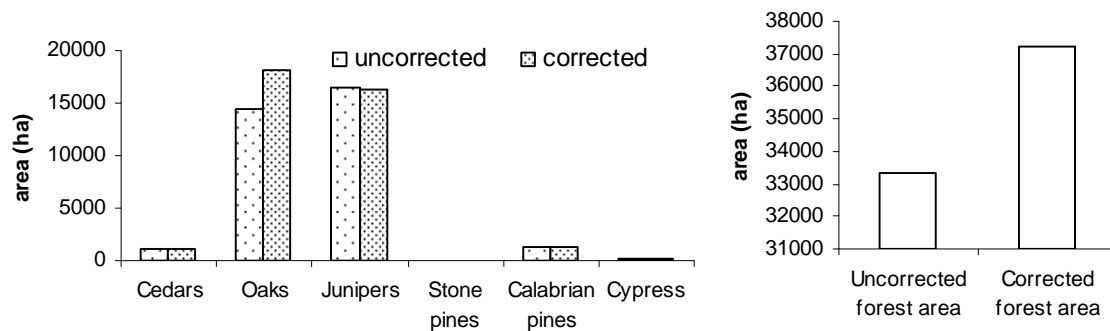 area (ha)
20000
15000
10000
5000
0
uncorrected
corrected
Cedars
Oaks
Junipers
Stone
pines
Calabrian
pines
Cypress
area (ha)
38000
37000
36000
35000
34000
33000
32000
31000
Uncorrected
forest area
Corrected
forest area